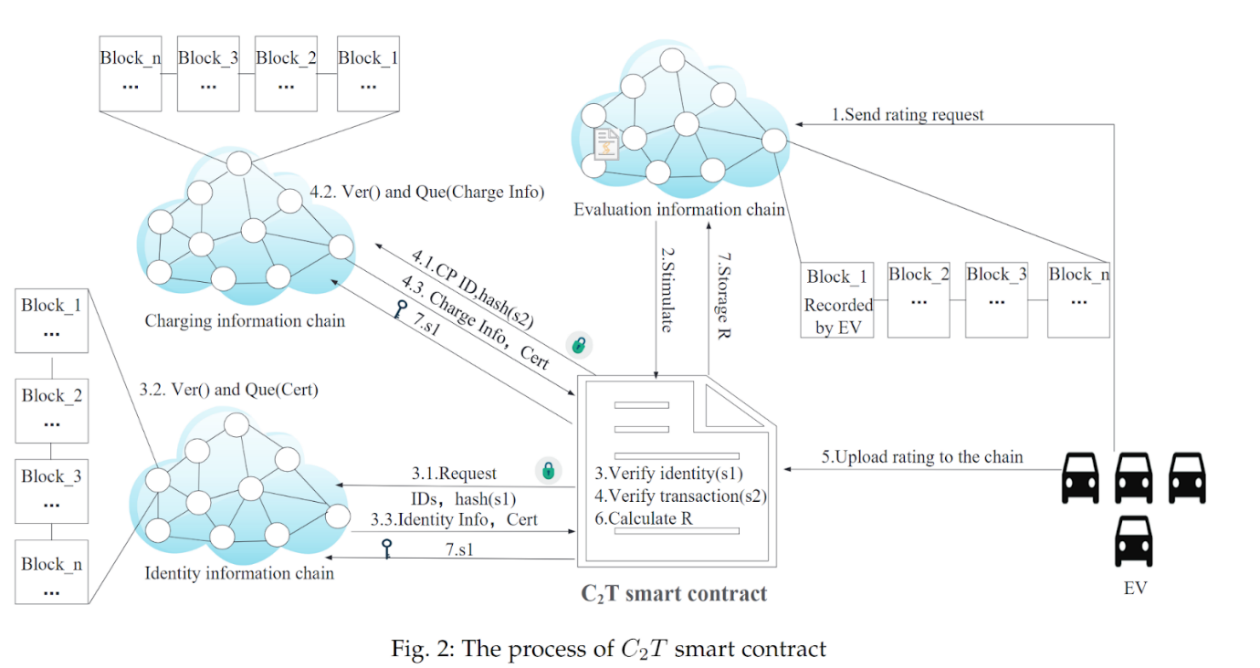 Block_n
...
Block_3
...
Block_2
...
Block_1
...
1.Send rating request
4.2. Ver() and Que(Charge Info)
Evaluation information chain
Block_1
Recorded
by EV
Block_2
...
Block_3
...
Block_n
...
Charging information chain
4.1.CP ID,hash(s2)
4.3. Charge Info, Cert
7.s1
2.Stimulate
7.Storage R
Block_1
...
Block_2
...
Block_3
...
Block_n
...
3.2. Ver() and Que(Cert)
3.1.Request
IDs, hash(s1)
3.3.Identity Info, Cert
7.s1
Identity information chain
3.Verify identity(s1)
4.Verify transaction(s2)
6.Calculate R
C₂T smart contract
5.Upload rating to the chain
EV
Fig. 2: The process of C₂T smart contract